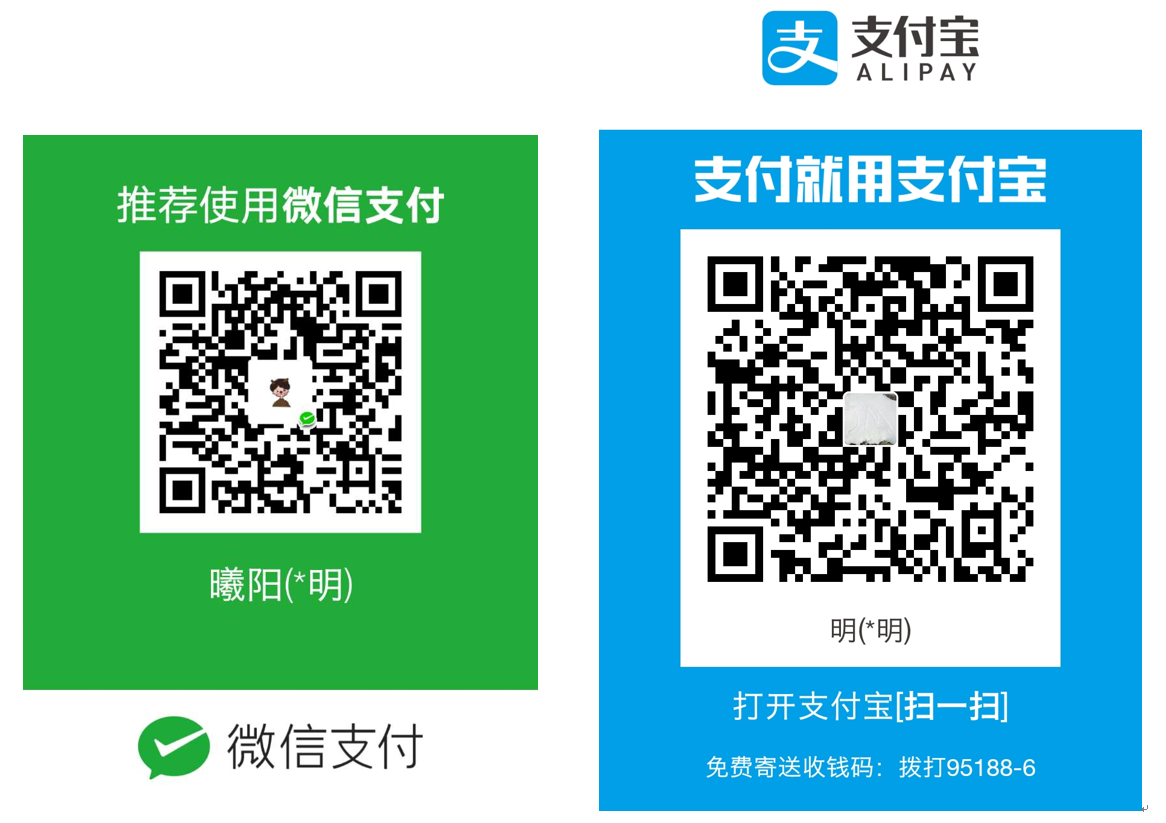 推荐使用微信支付
曦阳(*明)
微信支付
支付宝
ALIPAY
支付就用支付宝
明(*明)
打开支付宝[扫一扫]
免费寄送收钱码：拨打95188-6